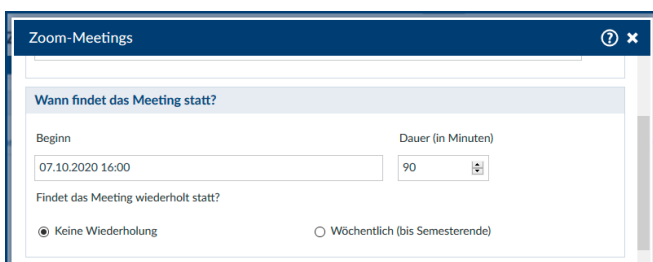 Zoom-Meetings
Wann findet das Meeting statt?
Beginn Dauer (in Minuten)
07.10.2020 16:00 90
Findet das Meeting wiederholt statt?
Keine Wiederholung Wöchentlich (bis Semesterende)